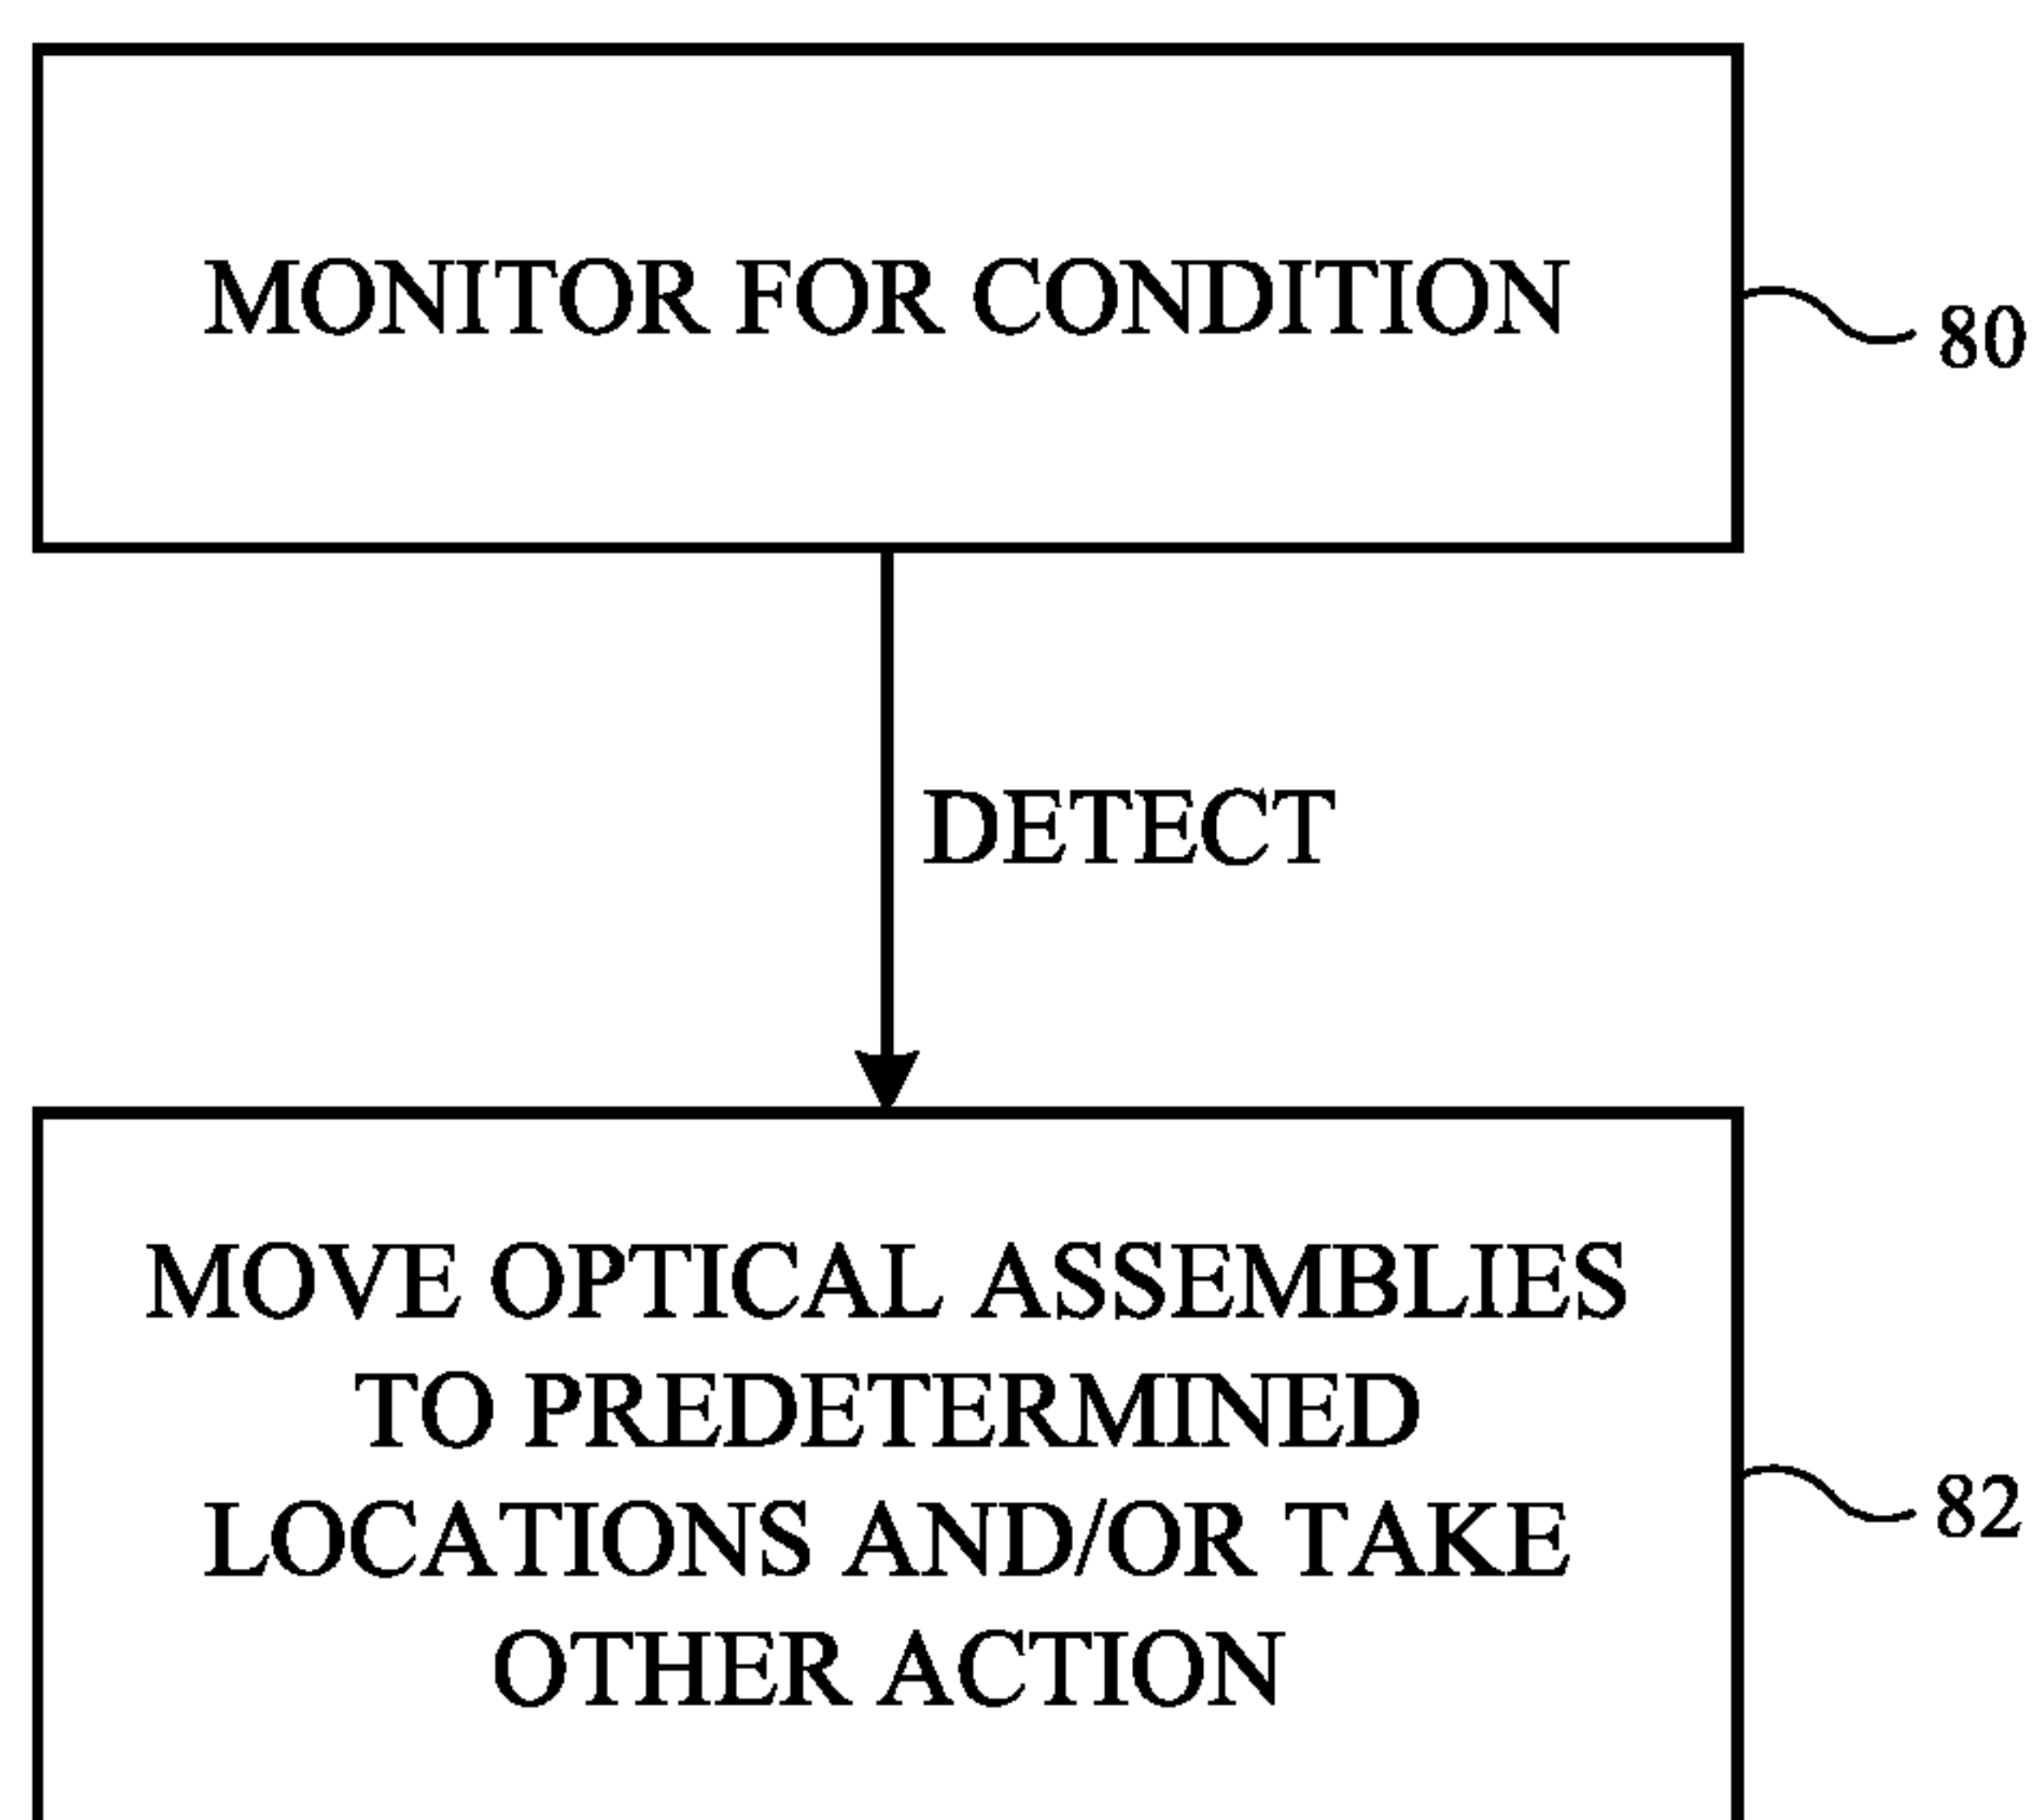 MONITOR FOR CONDITION
80
DETECT
MOVE OPTICAL ASSEMBLIES
TO PREDETERMINED
LOCATIONS AND/OR TAKE
OTHER ACTION
82